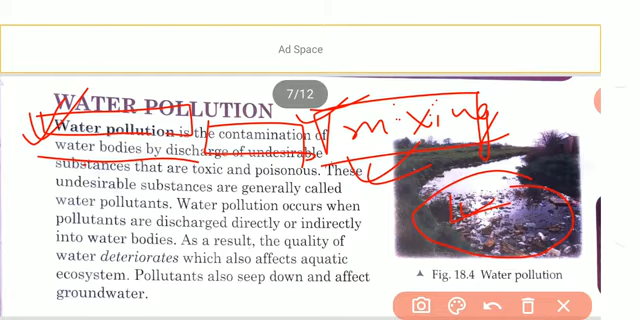 Ad Space
7/12
WATER POLLUTION
Water pollution is the contamination of
water bodies by discharge of undesirable
substances that are toxic and poisonous. These
undesirable substances are generally called
water pollutants. Water pollution occurs when
pollutants are discharged directly or indirectly
into water bodies. As a result, the quality of
water deteriorates which also affects aquatic
ecosystem. Pollutants also seep down and affect
groundwater.
mixing
▲ Fig. 18.4 Water pollution